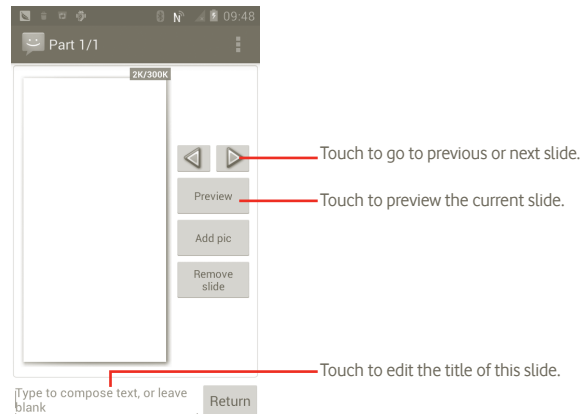 09:48
Part 1/1
2K/300K
Touch to go to previous or next slide.
Preview
Touch to preview the current slide.
Add pic
Remove
slide
Touch to edit the title of this slide.
Type to compose text, or leave
blank
Return